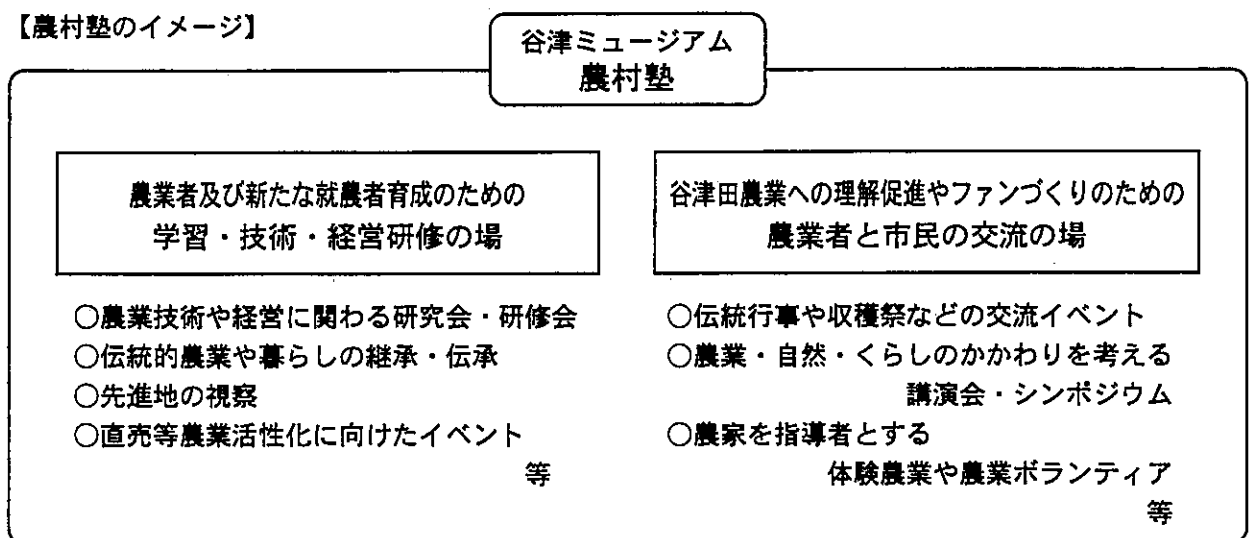 【農村塾のイメージ】
谷津ミュージアム
農村塾
農業者及び新たな就農者育成のための
学習・技術・経営研修の場
○農業技術や経営に関わる研究会・研修会
○伝統的農業や暮らしの継承・伝承
○先進地の視察
○直売等農業活性化に向けたイベント
等
谷津田農業への理解促進やファンづくりのための
農業者と市民の交流の場
○伝統行事や収穫祭などの交流イベント
○農業・自然・くらしのかかわりを考える
講演会・シンポジウム
○農家を指導者とする
体験農業や農業ボランティア
等